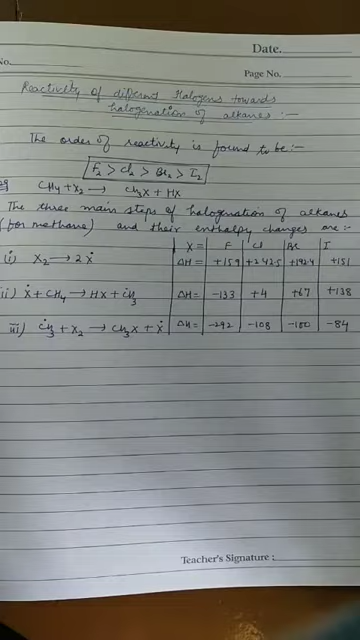 Date.
No.
Page No.
Reactivity of different Halogens towards
halogenation of alkanes :-
The order of reactivity is found to be:-
F₂ > Cl₂ > Br₂ > I₂
eg CH₄ + X₂ → CH₃X + HX
The three main steps of halogenation of alkanes
(for methane) and their enthalpy changes are :-
X = F Cl Br I
(i) X₂ → 2Ẋ ΔH = +159 +242.5 +192.4 +151
ii) Ẋ + CH₄ → HX + ĊH₃ ΔH = -133 +4 +67 +138
iii) ĊH₃ + X₂ → CH₃X + Ẋ ΔH = -292 -108 -100 -84
Teacher's Signature :